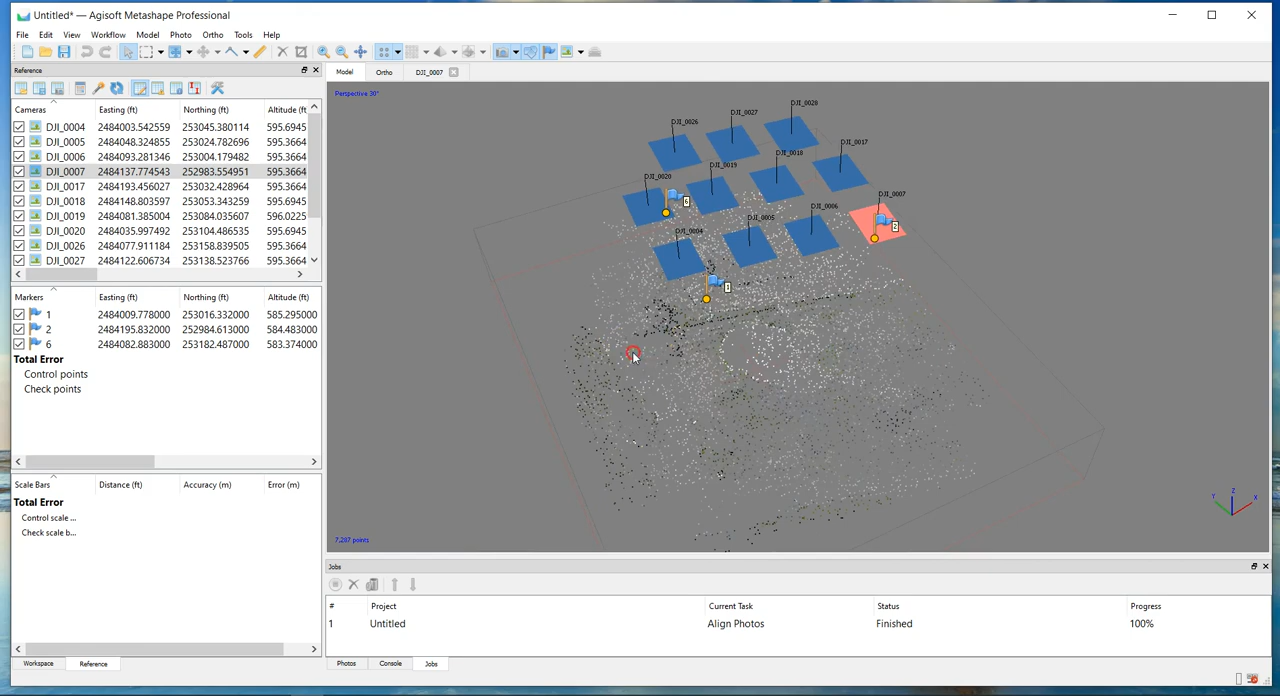 Untitled* — Agisoft Metashape Professional
File Edit View Workflow Model Photo Ortho Tools Help
Reference
Model Ortho DJI_0007
Cameras Easting (ft) Northing (ft) Altitude (ft
DJI_0004 2484003.542559 253045.380114 595.6945
DJI_0005 2484048.324855 253024.782696 595.3664
DJI_0006 2484093.281346 253004.179482 595.3664
DJI_0007 2484137.774543 252983.554951 595.3664
DJI_0017 2484193.456027 253032.428964 595.3664
DJI_0018 2484148.803597 253053.343259 595.6945
DJI_0019 2484081.385004 253084.035607 596.0225
DJI_0020 2484035.997492 253104.486535 595.6945
DJI_0026 2484077.911184 253158.839505 595.3664
DJI_0027 2484122.606734 253138.523766 595.3664
Markers Easting (ft) Northing (ft) Altitude (ft)
1 2484009.778000 253016.332000 585.295000
2 2484195.832000 252984.613000 584.483000
6 2484082.883000 253182.487000 583.374000
Total Error
Control points
Check points
Scale Bars Distance (ft) Accuracy (m) Error (m)
Total Error
Control scale ...
Check scale b...
Workspace Reference
Perspective 30°
DJI_0028
DJI_0027
DJI_0026
DJI_0017
DJI_0018
DJI_0019
DJI_0020
6
DJI_0007
2
DJI_0006
DJI_0005
DJI_0004
1
Z
Y X
7,287 points
Jobs
# Project Current Task Status Progress
1 Untitled Align Photos Finished 100%
Photos Console Jobs